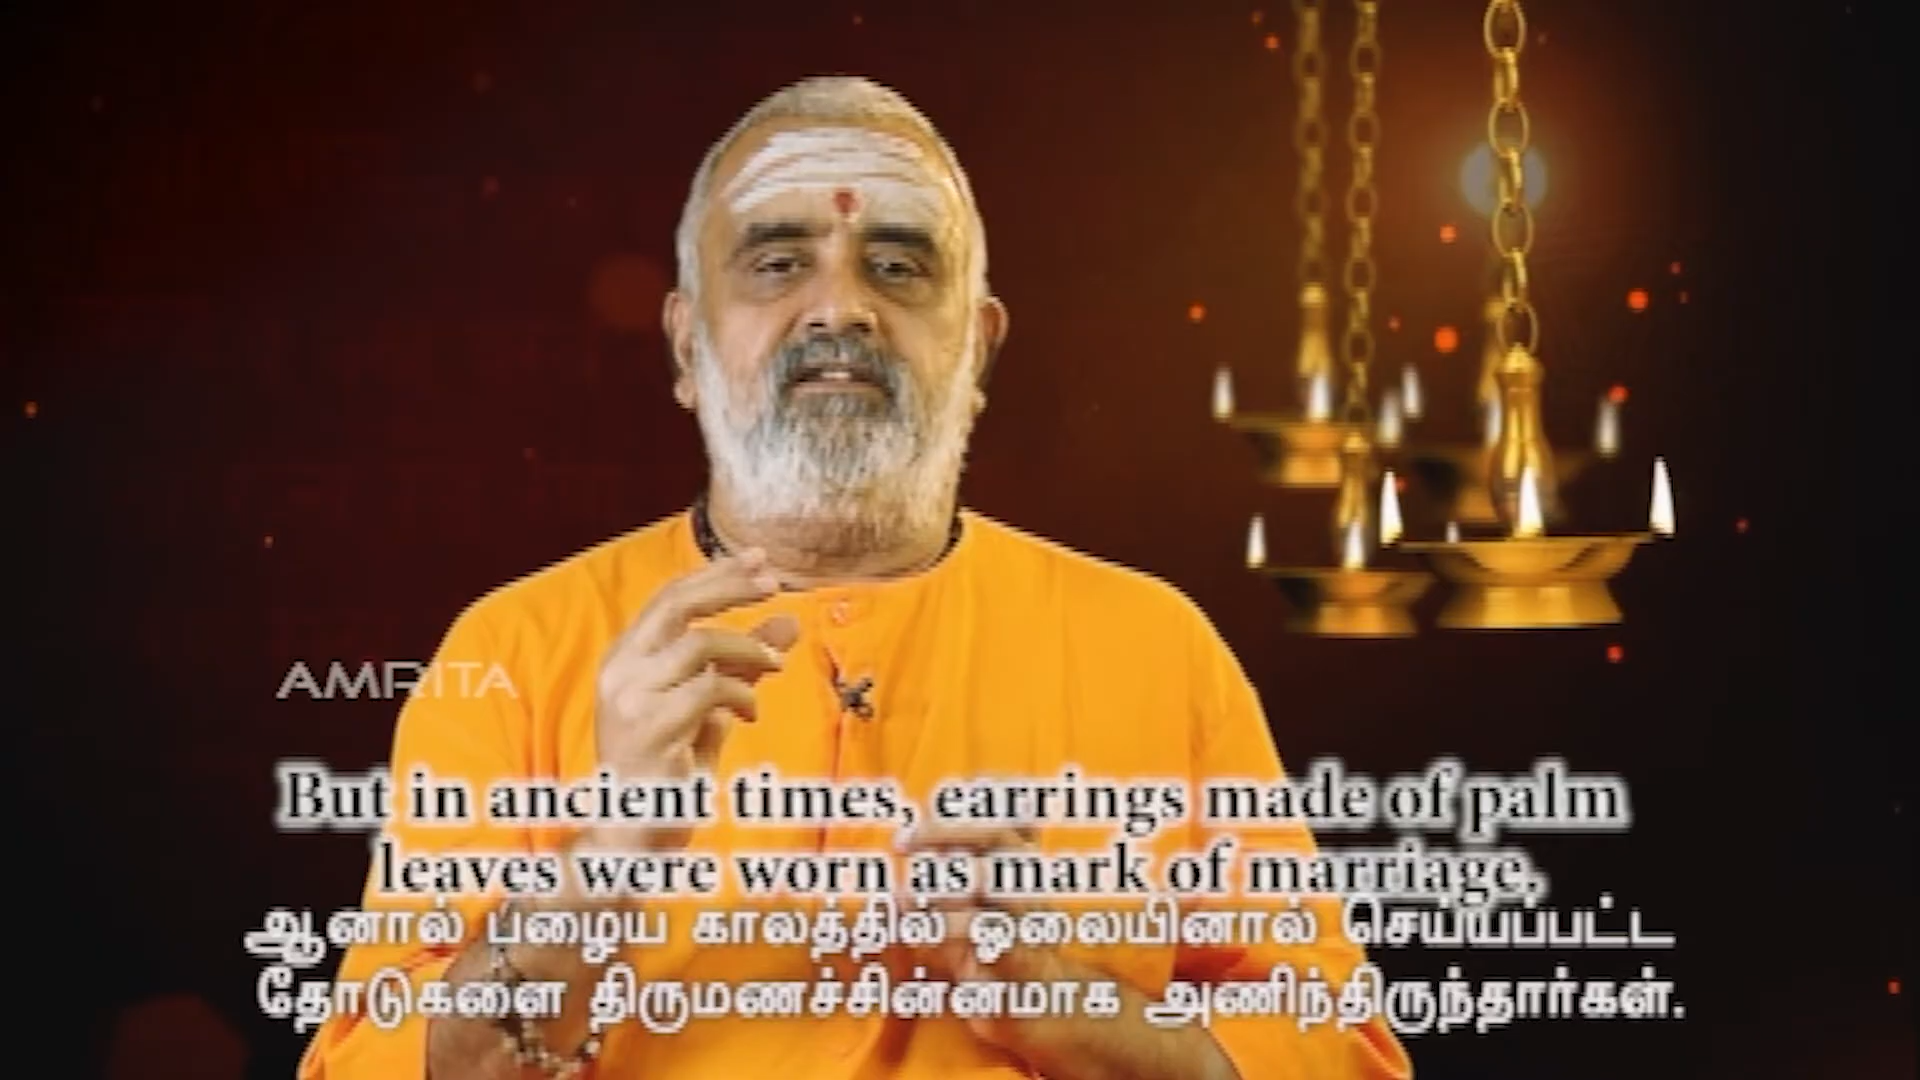 AMRITA
But in ancient times, earrings made of palm
leaves were worn as mark of marriage.
ஆனால் பழைய காலத்தில் ஓலையினால் செய்யப்பட்ட
தோடுகளை திருமணச்சின்னமாக அணிந்திருந்தார்கள்.